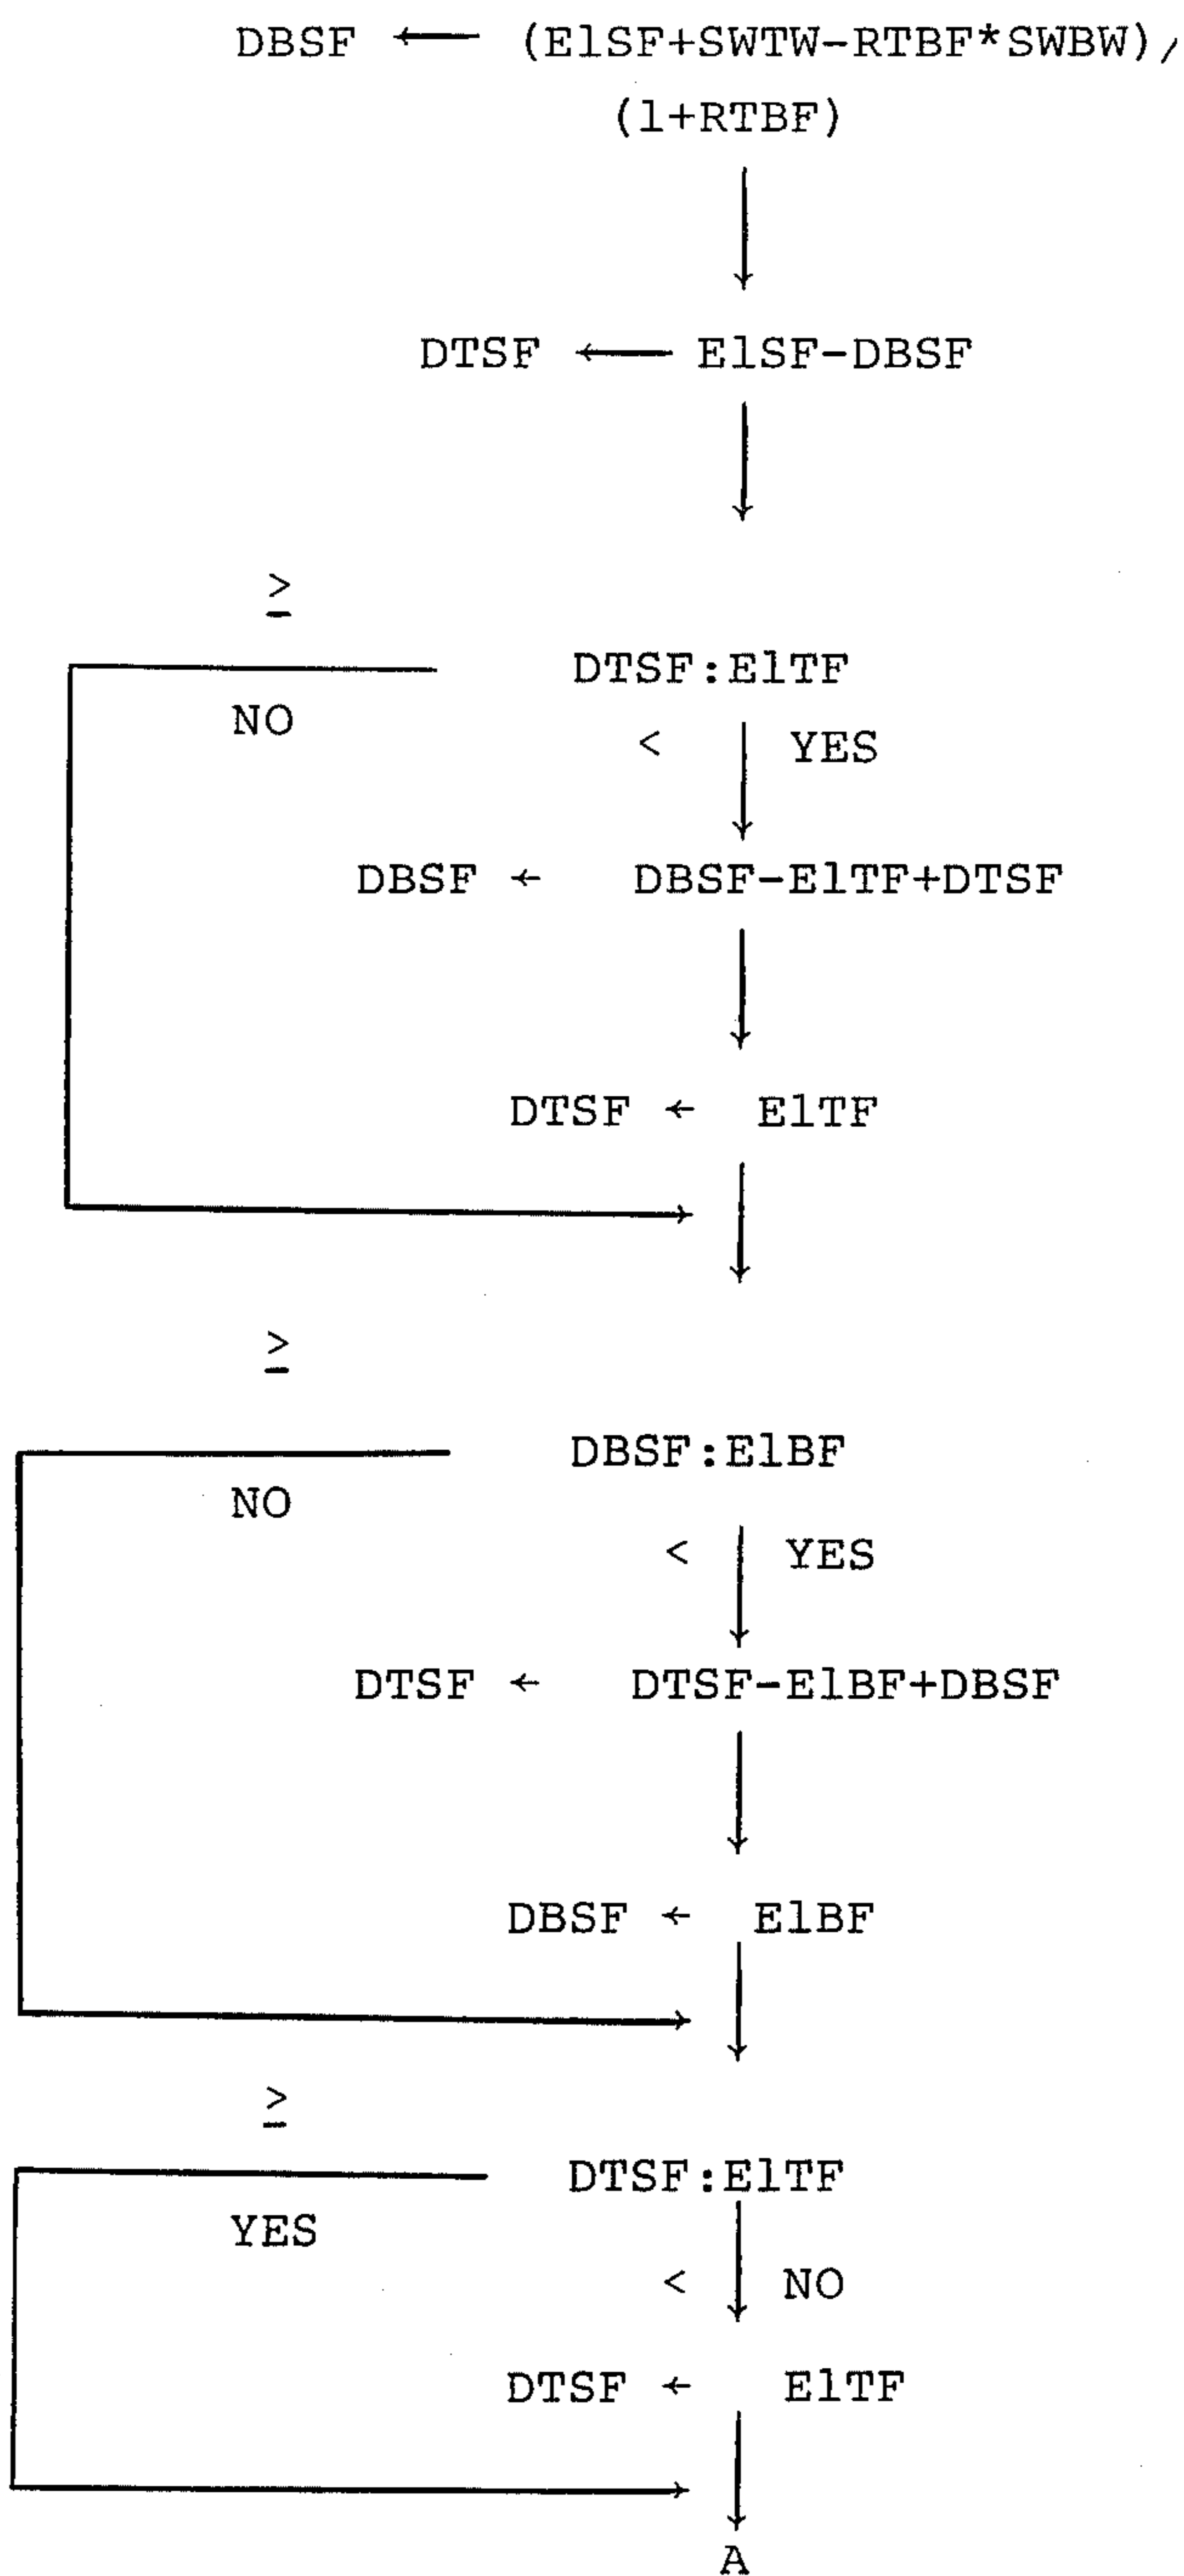 DBSF ← (E1SF+SWTW-RTBF*SWBW)/
(1+RTBF)
DTSF ← E1SF-DBSF
≥
DTSF:E1TF
NO
< YES
DBSF ← DBSF-E1TF+DTSF
DTSF ← E1TF
≥
DBSF:E1BF
NO
< YES
DTSF ← DTSF-E1BF+DBSF
DBSF ← E1BF
≥
DTSF:E1TF
YES
< NO
DTSF ← E1TF
A